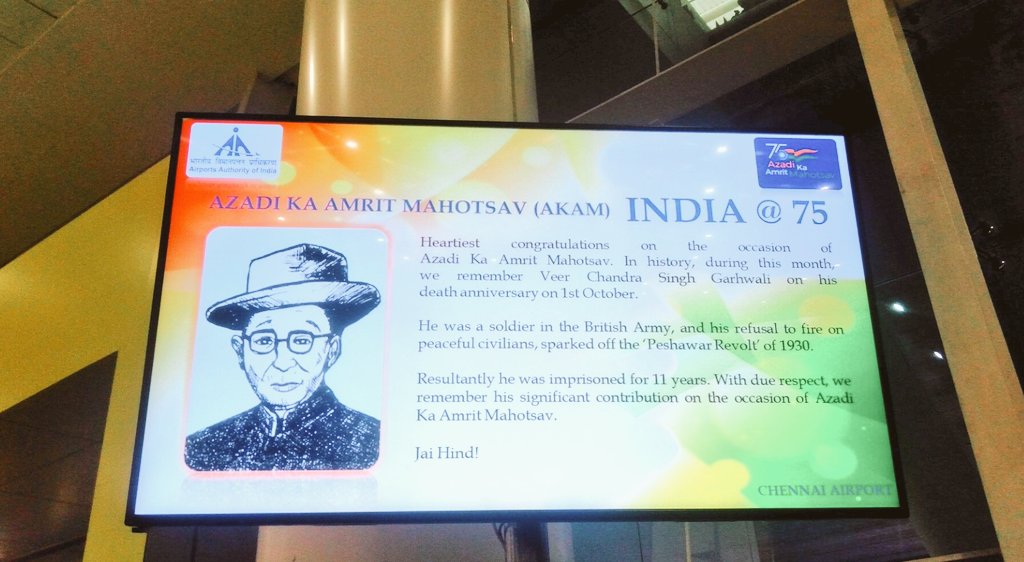 भारतीय विमानपत्तन प्राधिकरण
Airports Authority of India
75
Azadi Ka
Amrit Mahotsav
AZADI KA AMRIT MAHOTSAV (AKAM) INDIA @ 75
Heartiest congratulations on the occasion of
Azadi Ka Amrit Mahotsav. In history, during this month,
we remember Veer Chandra Singh Garhwali on his
death anniversary on 1st October.
He was a soldier in the British Army, and his refusal to fire on
peaceful civilians, sparked off the 'Peshawar Revolt' of 1930.
Resultantly he was imprisoned for 11 years. With due respect, we
remember his significant contribution on the occasion of Azadi
Ka Amrit Mahotsav.
Jai Hind!
CHENNAI AIRPORT